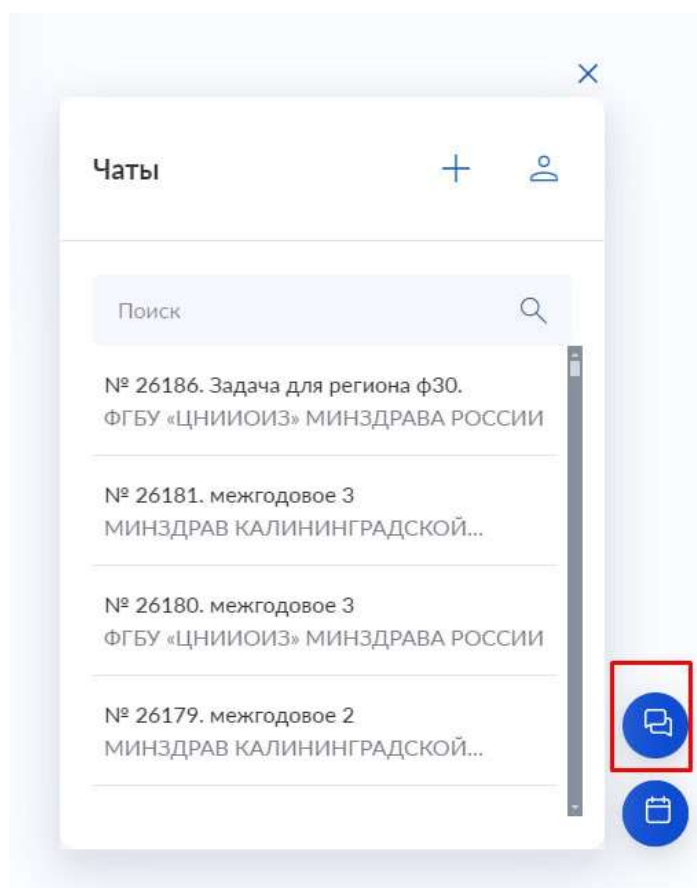 Чаты
Поиск
№ 26186. Задача для региона ф30.
ФГБУ «ЦНИИОИЗ» МИНЗДРАВА РОССИИ
№ 26181. межгодовое 3
МИНЗДРАВ КАЛИНИНГРАДСКОЙ...
№ 26180. межгодовое 3
ФГБУ «ЦНИИОИЗ» МИНЗДРАВА РОССИИ
№ 26179. межгодовое 2
МИНЗДРАВ КАЛИНИНГРАДСКОЙ...